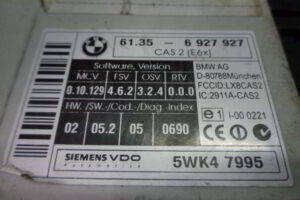 BMW
61.35 - 6 927 927
CAS 2 (E6x)
Software, Version
MCV FSV OSV RTV
0.10.129 4.6.2 3.2.4 0.0.0
HW. /SW.-/Cod.-/Diag.-Index
02 05.2 05 0690
BMW AG
D-80788München
FCCID:LX8CAS2
IC:2911A-CAS2
e1 I-00 0221
SIEMENS VDO
Automotive
5WK4 7995